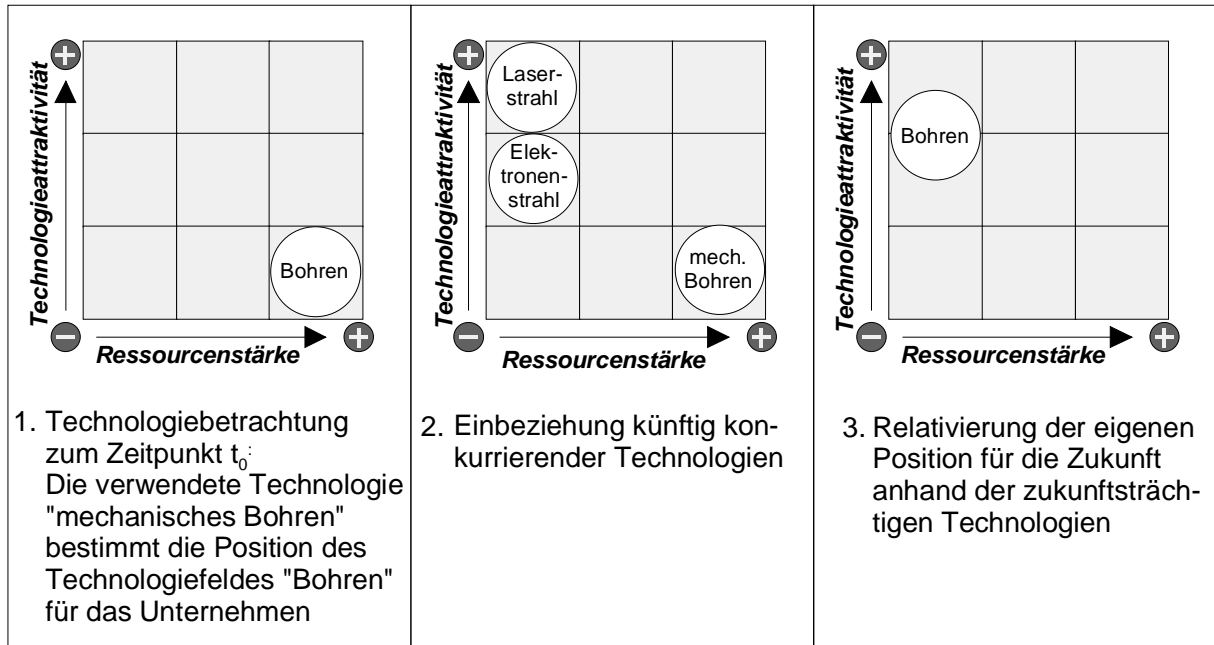 Technologieattraktivität
Bohren
Ressourcenstärke
1. Technologiebetrachtung
zum Zeitpunkt t0:
Die verwendete Technologie
"mechanisches Bohren"
bestimmt die Position des
Technologiefeldes "Bohren"
für das Unternehmen
Technologieattraktivität
Laser-
strahl
Elek-
tronen-
strahl
mech.
Bohren
Ressourcenstärke
2. Einbeziehung künftig kon-
kurrierender Technologien
Technologieattraktivität
Bohren
Ressourcenstärke
3. Relativierung der eigenen
Position für die Zukunft
anhand der zukunftsträch-
tigen Technologien